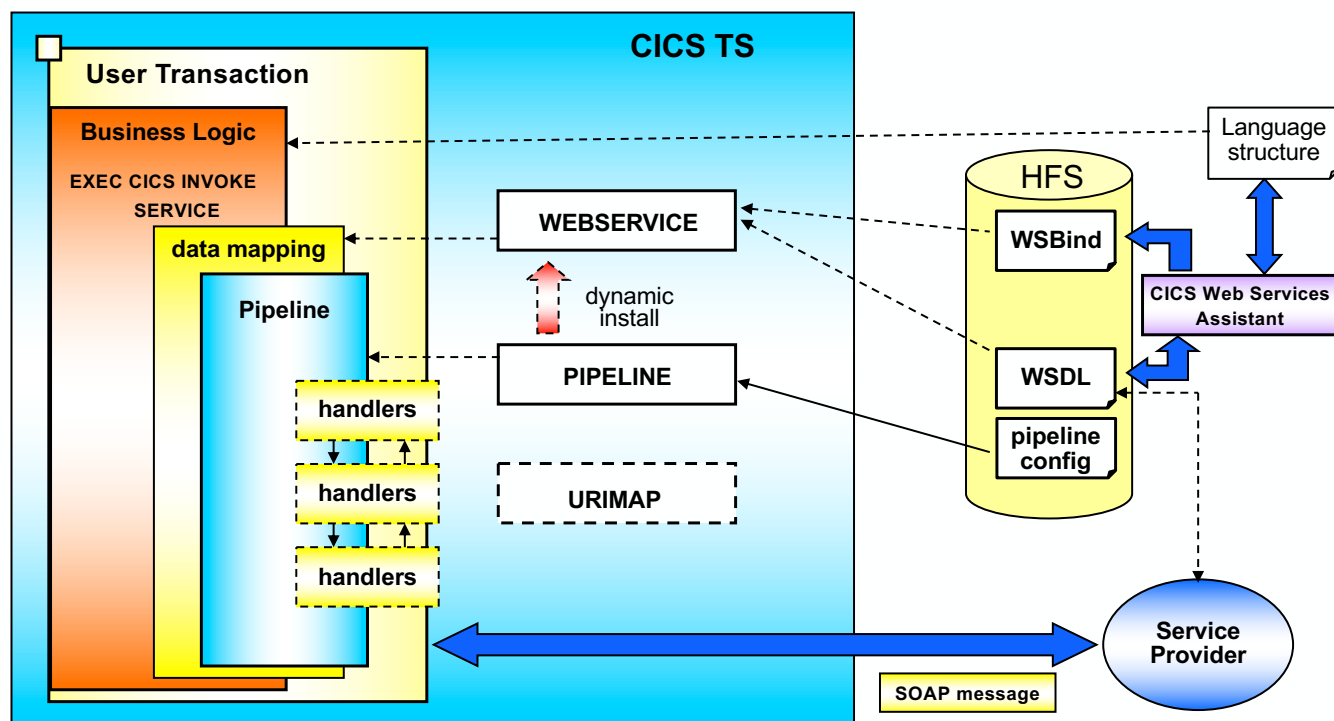 CICS TS
User Transaction
Business Logic
EXEC CICS INVOKE
SERVICE
data mapping
Pipeline
handlers
handlers
handlers
WEBSERVICE
dynamic
install
PIPELINE
URIMAP
HFS
WSBind
WSDL
pipeline
config
Language
structure
CICS Web Services
Assistant
Service
Provider
SOAP message